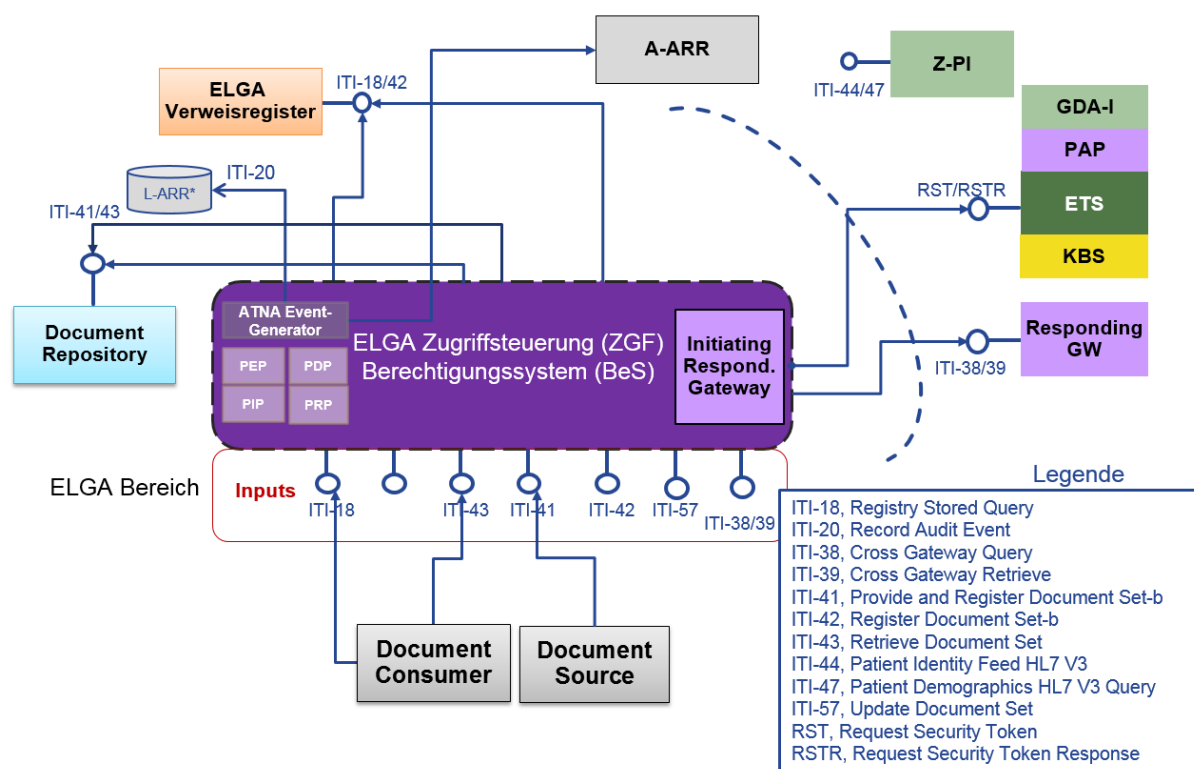 A-ARR
Z-PI
ITI-44/47
ELGA
Verweisregister
ITI-18/42
GDA-I
PAP
ETS
KBS
RST/RSTR
L-ARR*
ITI-20
ITI-41/43
Document
Repository
ATNA Event-
Generator
PEP
PDP
PIP
PRP
ELGA Zugriffsteuerung (ZGF)
Berechtigungssystem (BeS)
Initiating
Respond.
Gateway
Responding
GW
ITI-38/39
ELGA Bereich
Inputs
ITI-18
ITI-43
ITI-41
ITI-42
ITI-57
ITI-38/39
Document
Consumer
Document
Source
Legende
ITI-18, Registry Stored Query
ITI-20, Record Audit Event
ITI-38, Cross Gateway Query
ITI-39, Cross Gateway Retrieve
ITI-41, Provide and Register Document Set-b
ITI-42, Register Document Set-b
ITI-43, Retrieve Document Set
ITI-44, Patient Identity Feed HL7 V3
ITI-47, Patient Demographics HL7 V3 Query
ITI-57, Update Document Set
RST, Request Security Token
RSTR, Request Security Token Response